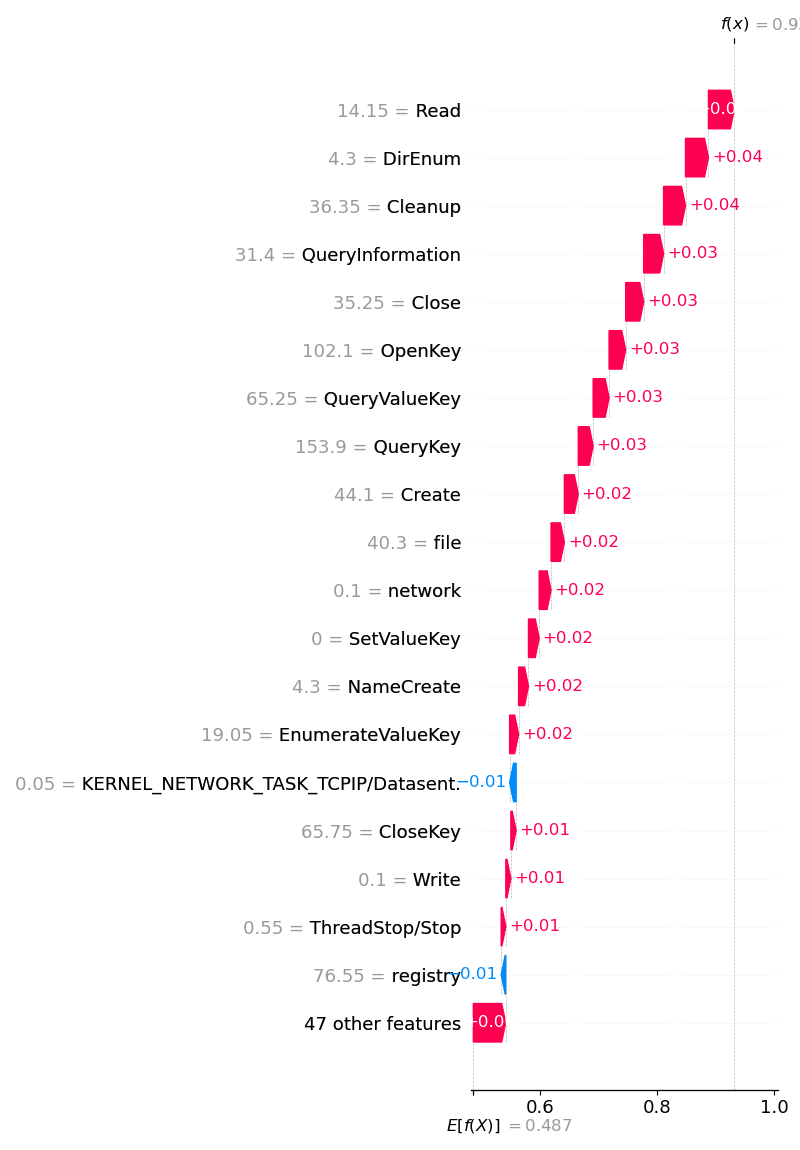 f(x) = 0.9
14.15 = Read
+0.04
4.3 = DirEnum
+0.04
36.35 = Cleanup
+0.03
31.4 = QueryInformation
+0.03
35.25 = Close
+0.03
102.1 = OpenKey
+0.03
65.25 = QueryValueKey
+0.03
153.9 = QueryKey
+0.02
44.1 = Create
+0.02
40.3 = file
+0.02
0.1 = network
+0.02
0 = SetValueKey
+0.02
4.3 = NameCreate
+0.02
19.05 = EnumerateValueKey
0.05 = KERNEL_NETWORK_TASK_TCPIP/Datasent.
−0.01
65.75 = CloseKey
+0.01
0.1 = Write
+0.01
0.55 = ThreadStop/Stop
+0.01
76.55 = registry
−0.01
47 other features
0.6 0.8 1.0
E[f(X)] = 0.487